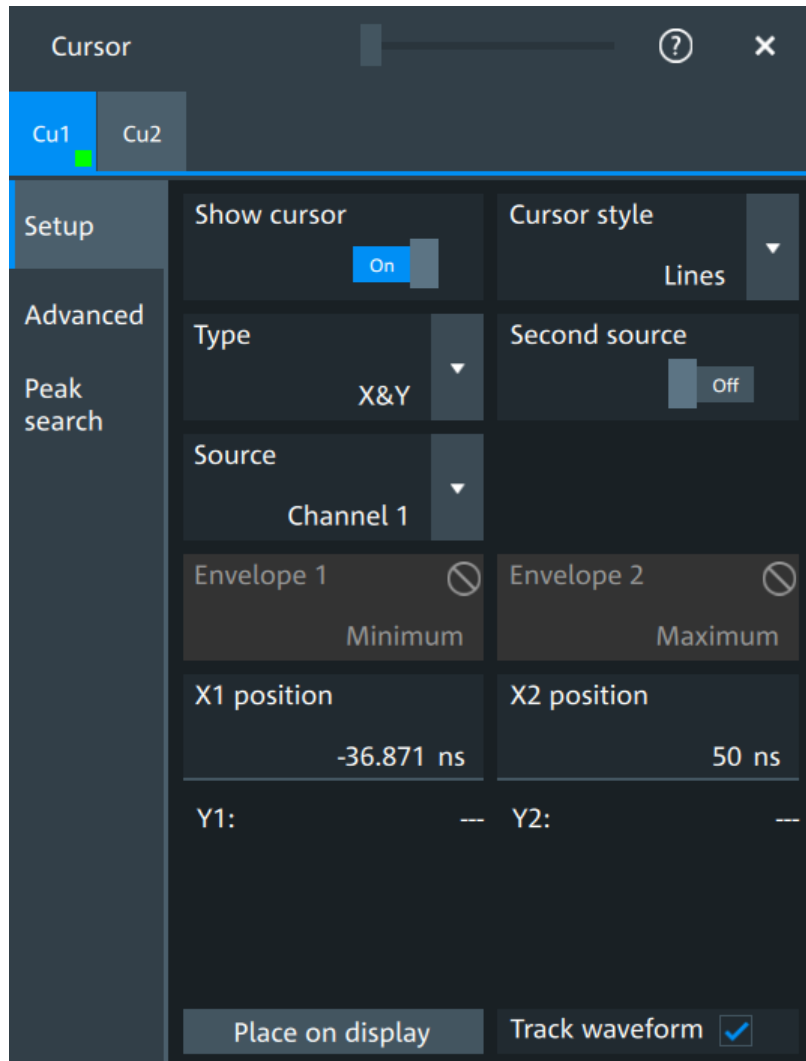 Cursor
?
Cu1 Cu2
Setup
Advanced
Peak
search
Show cursor
On
Cursor style
Lines
Type
X&Y
Second source
Off
Source
Channel 1
Envelope 1
Minimum
Envelope 2
Maximum
X1 position
-36.871 ns
X2 position
50 ns
Y1: ---
Y2: ---
Place on display
Track waveform